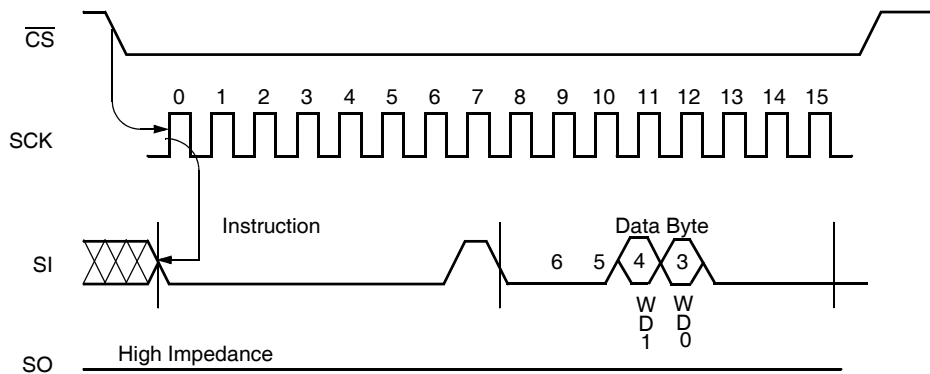 CS
0 1 2 3 4 5 6 7 8 9 10 11 12 13 14 15
SCK
Instruction
Data Byte
SI
6 5 4 3
W W
D D
1 0
High Impedance
SO